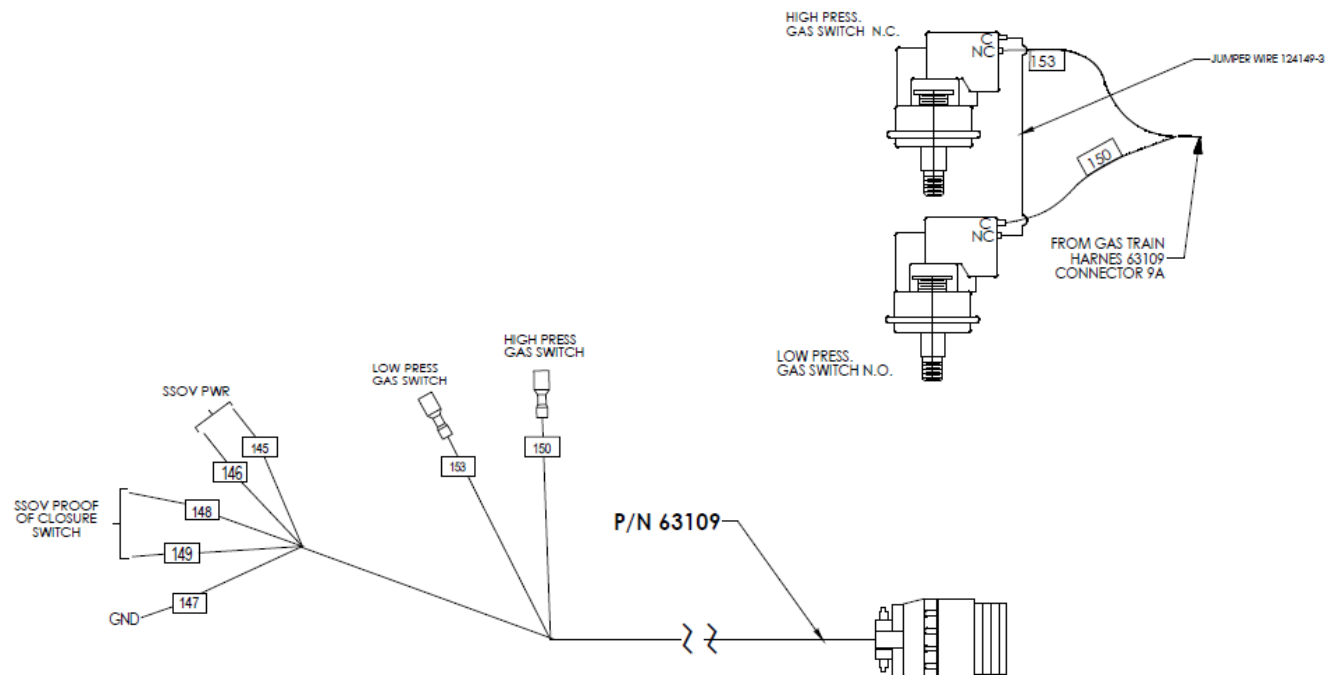 HIGH PRESS.
GAS SWITCH N.C.
C
NC
153
JUMPER WIRE 124149-3
150
C
NC
FROM GAS TRAIN
HARNES 63109
CONNECTOR 9A
LOW PRESS.
GAS SWITCH N.O.
HIGH PRESS
GAS SWITCH
LOW PRESS
GAS SWITCH
SSOV PWR
145
146
153
150
SSOV PROOF
OF CLOSURE
SWITCH
148
149
147
GND
P/N 63109